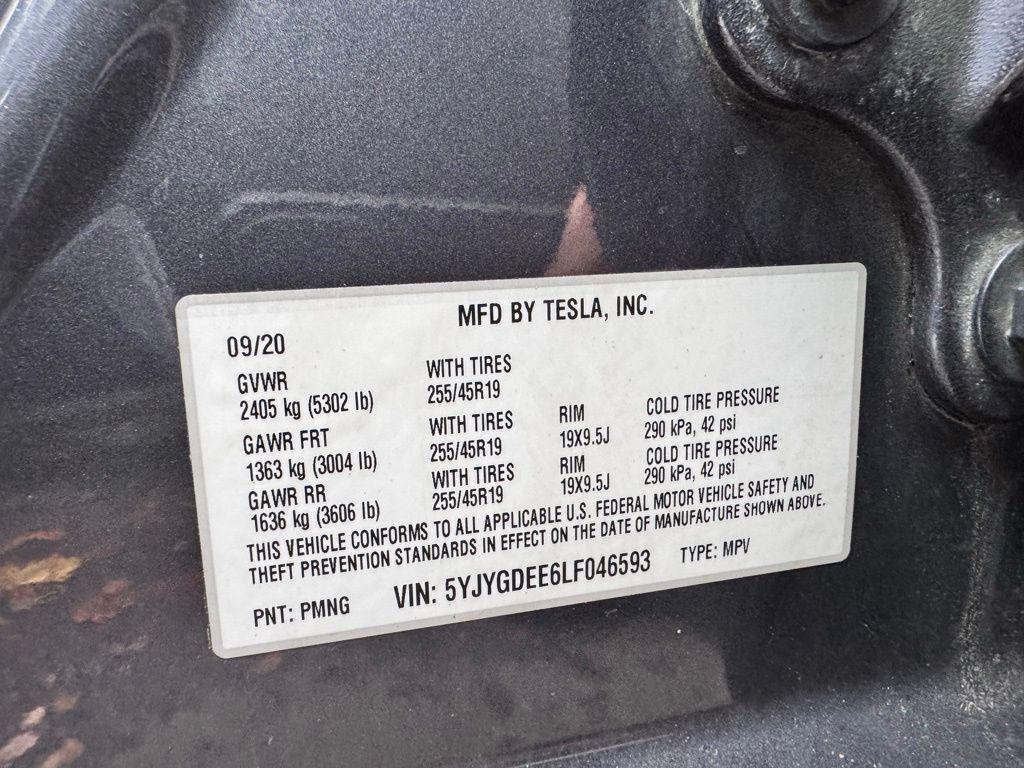 MFD BY TESLA, INC.
09/20
GVWR WITH TIRES
2405 kg (5302 lb) 255/45R19
GAWR FRT WITH TIRES RIM COLD TIRE PRESSURE
1363 kg (3004 lb) 255/45R19 19X9.5J 290 kPa, 42 psi
GAWR RR WITH TIRES RIM COLD TIRE PRESSURE
1636 kg (3606 lb) 255/45R19 19X9.5J 290 kPa, 42 psi
THIS VEHICLE CONFORMS TO ALL APPLICABLE U.S. FEDERAL MOTOR VEHICLE SAFETY AND
THEFT PREVENTION STANDARDS IN EFFECT ON THE DATE OF MANUFACTURE SHOWN ABOVE.
PNT: PMNG VIN: 5YJYGDEE6LF046593 TYPE: MPV